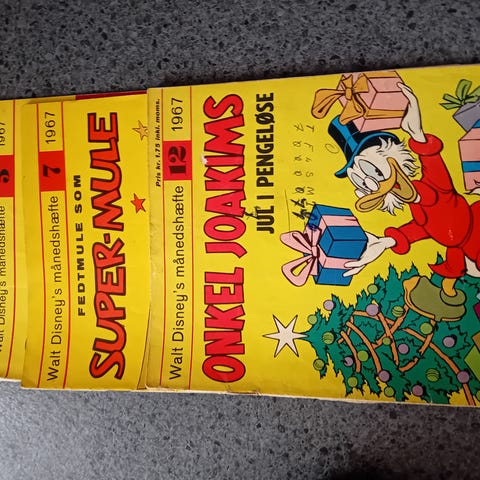 Walt Disney's månedshæfte 5 1967
Walt Disney's månedshæfte 7 1967
FEDTMULE SOM
SUPER-MULE
Pris kr. 1.75 inkl. moms.
Walt Disney's månedshæfte 12 1967
ONKEL JOAKIMS
JUL I PENGELØSE